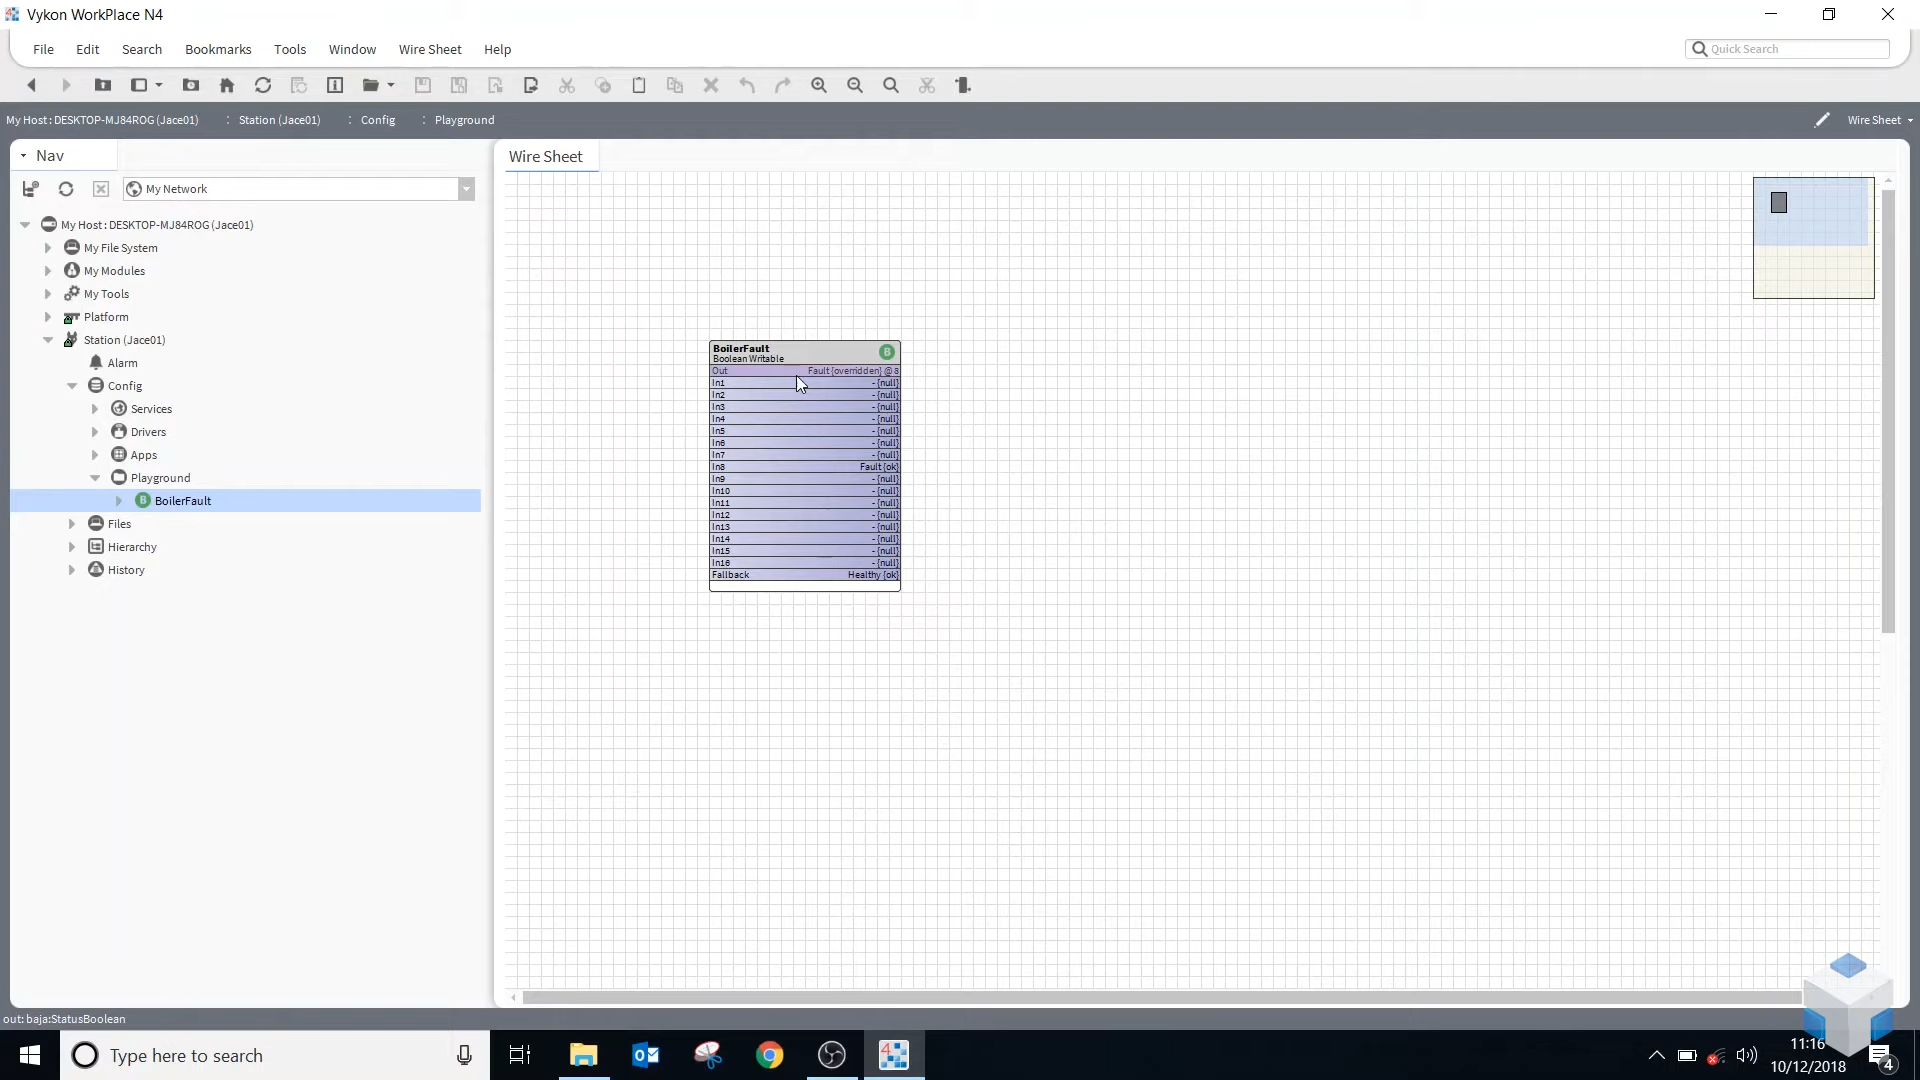 Vykon WorkPlace N4
File Edit Search Bookmarks Tools Window Wire Sheet Help
Quick Search
My Host : DESKTOP-MJ84ROG (Jace01) : Station (Jace01) : Config : Playground
Wire Sheet
Nav
My Network
My Host : DESKTOP-MJ84ROG (Jace01)
My File System
My Modules
My Tools
Platform
Station (Jace01)
Alarm
Config
Services
Drivers
Apps
Playground
B BoilerFault
Files
Hierarchy
History
Wire Sheet
BoilerFault B
Boolean Writable
Out Fault {overridden} @ 8
In1 - {null}
In2 - {null}
In3 - {null}
In4 - {null}
In5 - {null}
In6 - {null}
In7 - {null}
In8 Fault {ok}
In9 - {null}
In10 - {null}
In11 - {null}
In12 - {null}
In13 - {null}
In14 - {null}
In15 - {null}
In16 - {null}
Fallback Healthy {ok}
out: baja:StatusBoolean
Type here to search
11:16
10/12/2018
4